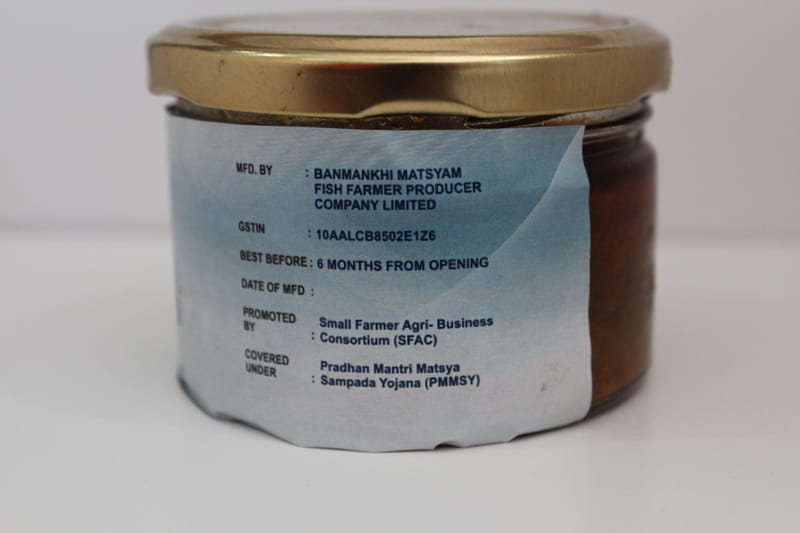 MFD. BY : BANMANKHI MATSYAM
FISH FARMER PRODUCER
COMPANY LIMITED
GSTIN : 10AALCB8502E1Z6
BEST BEFORE : 6 MONTHS FROM OPENING
DATE OF MFD :
PROMOTED BY : Small Farmer Agri- Business
Consortium (SFAC)
COVERED UNDER : Pradhan Mantri Matsya
Sampada Yojana (PMMSY)